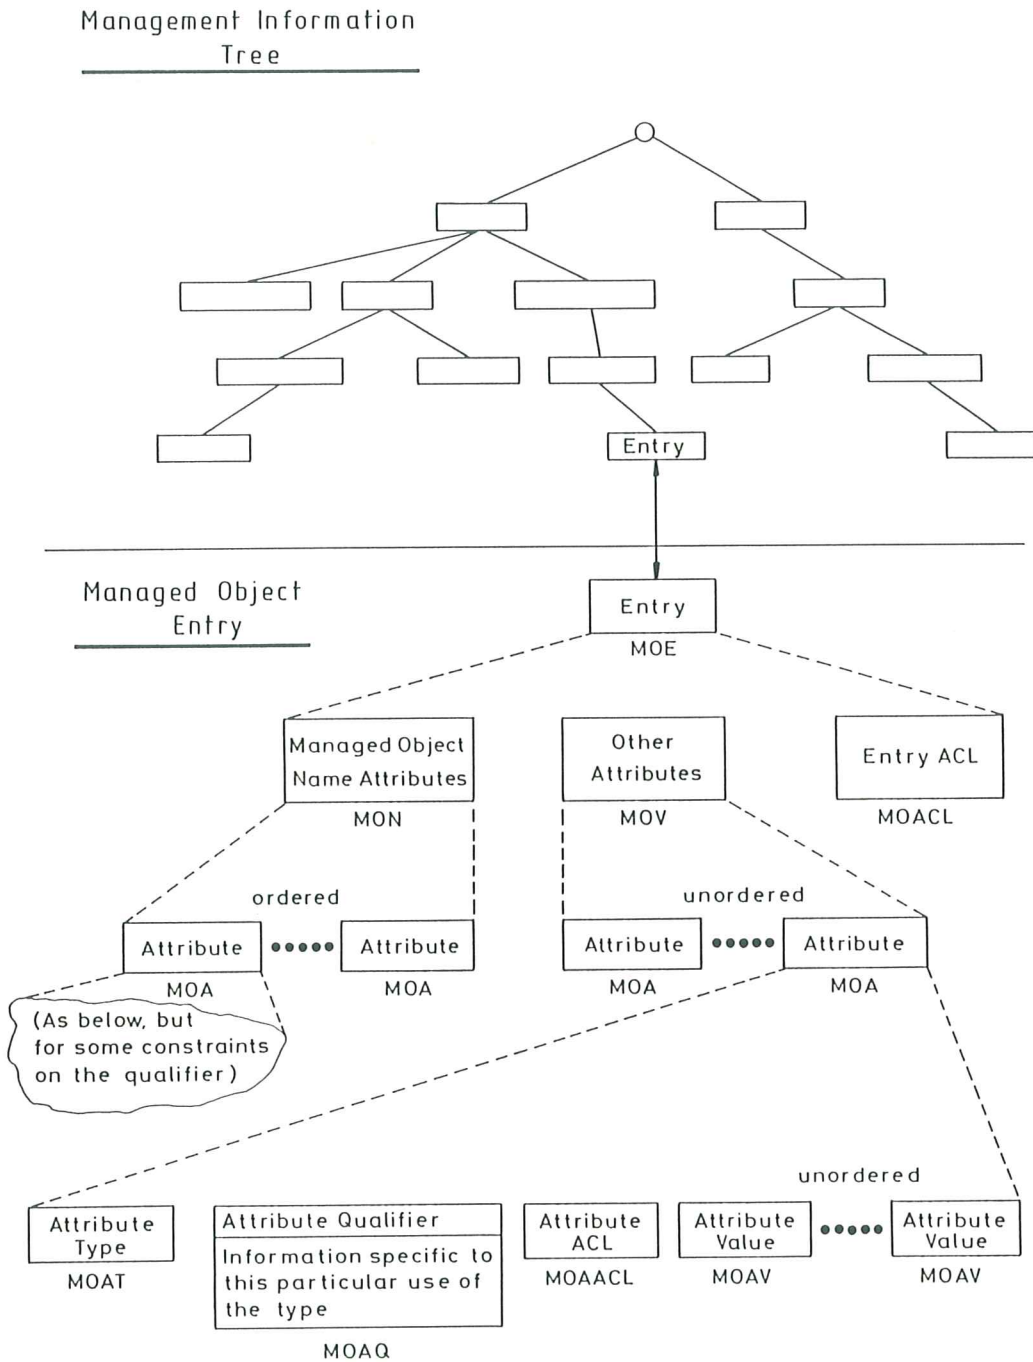 Management Information
Tree
Entry
Managed Object
Entry
Entry
MOE
Managed Object
Name Attributes
MON
Other
Attributes
MOV
Entry ACL
MOACL
ordered
unordered
Attribute
Attribute
Attribute
Attribute
MOA
MOA
MOA
MOA
(As below, but
for some constraints
on the qualifier)
unordered
Attribute
Type
MOAT
Attribute Qualifier
Information specific to
this particular use of
the type
MOAQ
Attribute
ACL
MOAACL
Attribute
Value
MOAV
Attribute
Value
MOAV